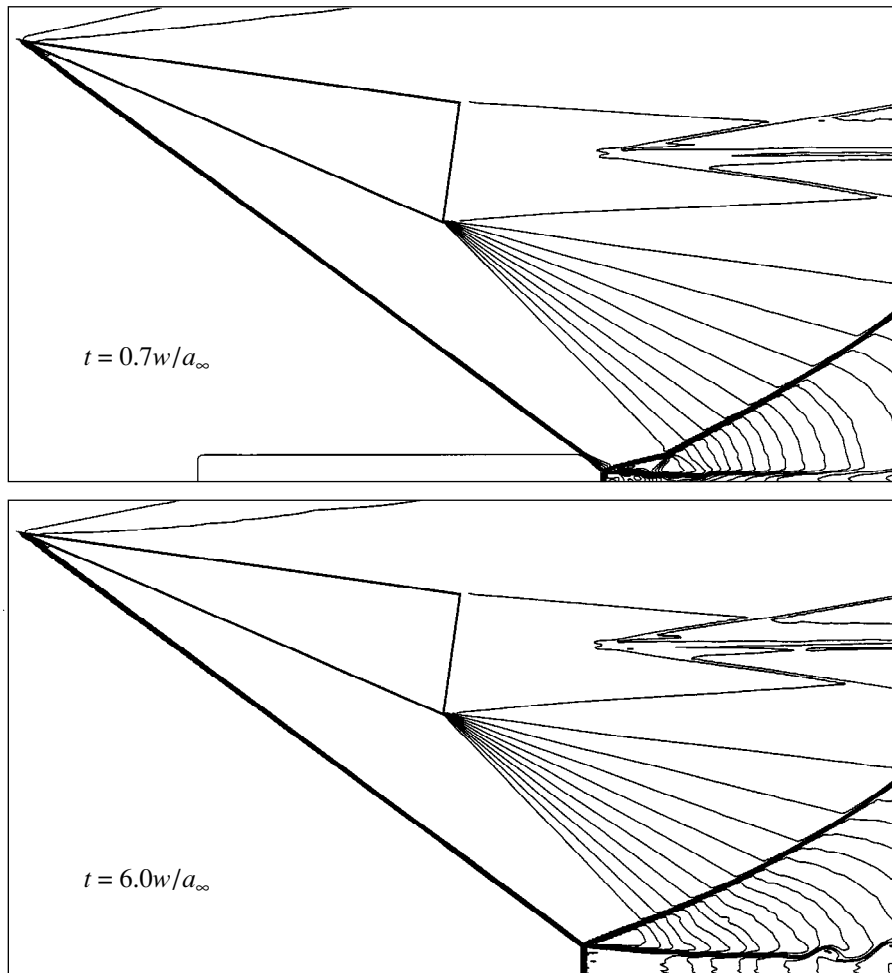 t = 0.7w/a∞
t = 6.0w/a∞